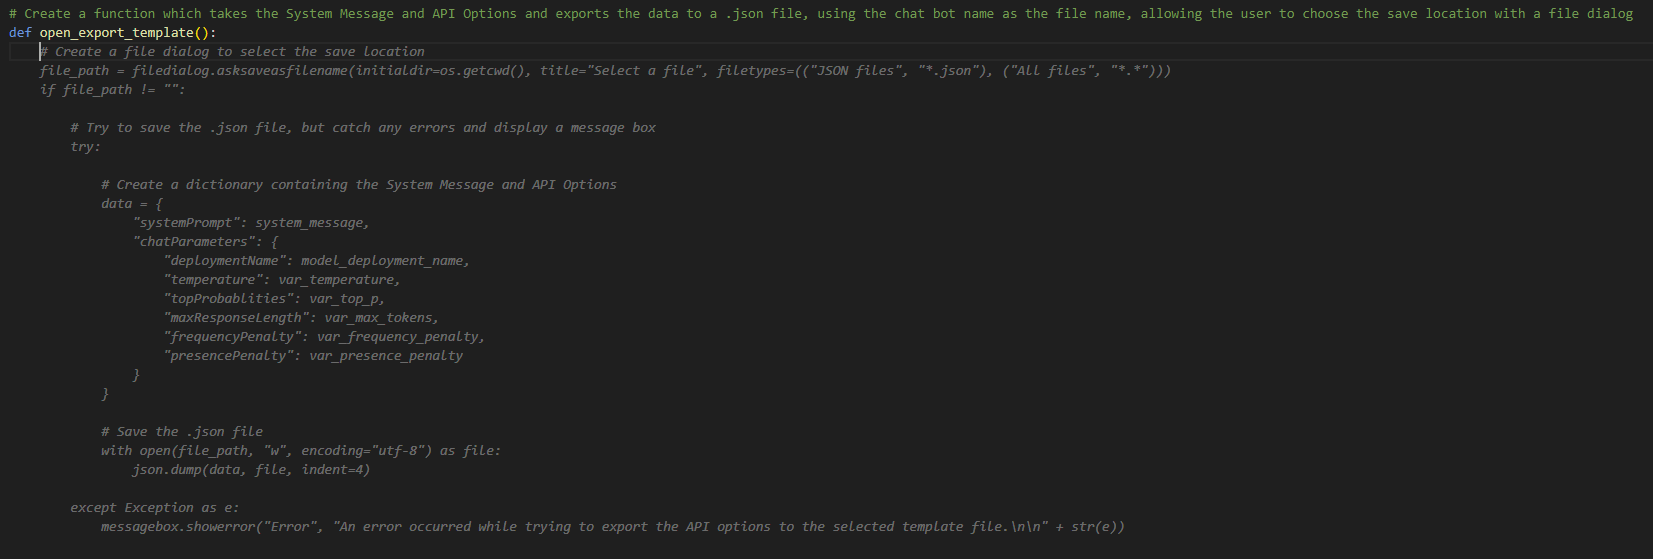 # Create a function which takes the System Message and API Options and exports the data to a .json file, using the chat bot name as the file name, allowing the user to choose the save location with a file dialog
def open_export_template():
    # Create a file dialog to select the save location
    file_path = filedialog.asksaveasfilename(initialdir=os.getcwd(), title="Select a file", filetypes=(("JSON files", "*.json"), ("All files", "*.*")))
    if file_path != "":

        # Try to save the .json file, but catch any errors and display a message box
        try:

            # Create a dictionary containing the System Message and API Options
            data = {
                "systemPrompt": system_message,
                "chatParameters": {
                    "deploymentName": model_deployment_name,
                    "temperature": var_temperature,
                    "topProbablities": var_top_p,
                    "maxResponseLength": var_max_tokens,
                    "frequencyPenalty": var_frequency_penalty,
                    "presencePenalty": var_presence_penalty
                }
            }

            # Save the .json file
            with open(file_path, "w", encoding="utf-8") as file:
                json.dump(data, file, indent=4)

        except Exception as e:
            messagebox.showerror("Error", "An error occurred while trying to export the API options to the selected template file.\n\n" + str(e))